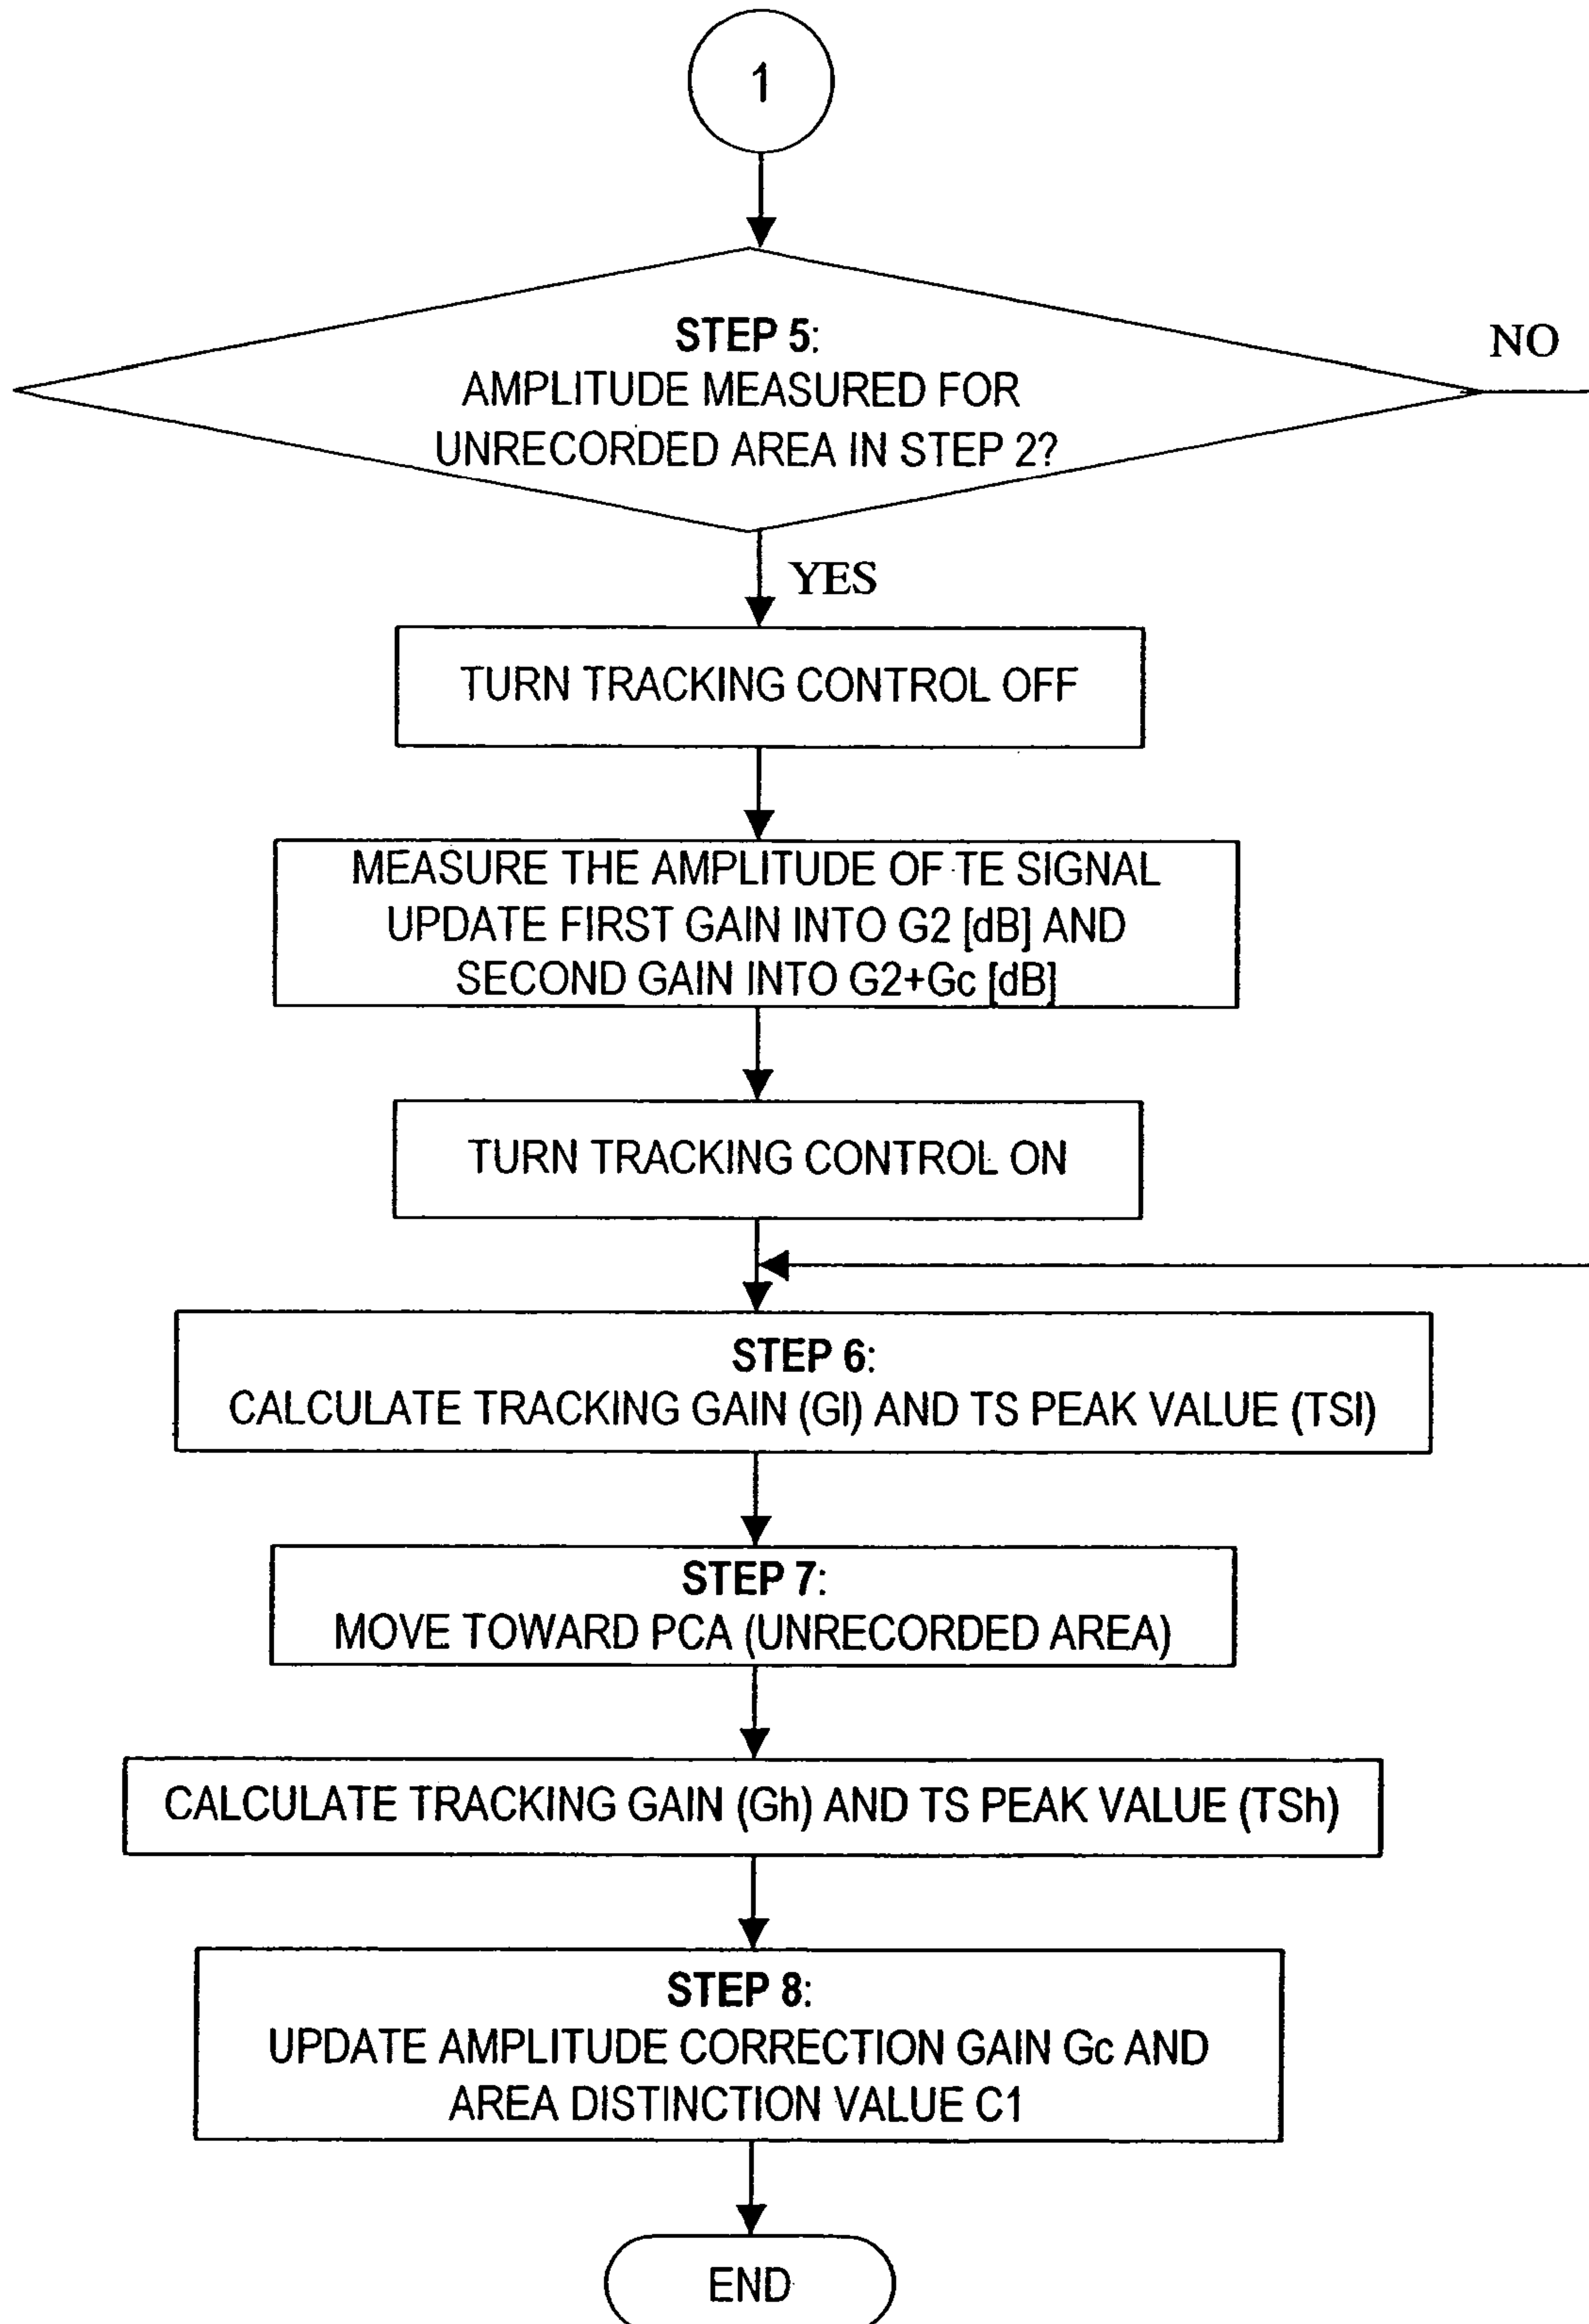 1
STEP 5:
AMPLITUDE MEASURED FOR
UNRECORDED AREA IN STEP 2?
NO
YES
TURN TRACKING CONTROL OFF
MEASURE THE AMPLITUDE OF TE SIGNAL
UPDATE FIRST GAIN INTO G2 [dB] AND
SECOND GAIN INTO G2+Gc [dB]
TURN TRACKING CONTROL ON
STEP 6:
CALCULATE TRACKING GAIN (Gl) AND TS PEAK VALUE (TSl)
STEP 7:
MOVE TOWARD PCA (UNRECORDED AREA)
CALCULATE TRACKING GAIN (Gh) AND TS PEAK VALUE (TSh)
STEP 8:
UPDATE AMPLITUDE CORRECTION GAIN Gc AND
AREA DISTINCTION VALUE C1
END